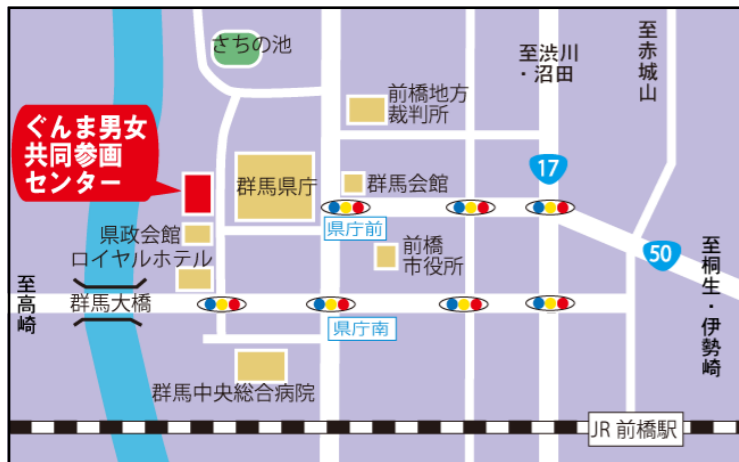 さちの池
至渋川
・沼田
至赤城山
前橋地方
裁判所
ぐんま男女
共同参画
センター
17
群馬県庁
群馬会館
県庁前
県政会館
前橋
市役所
50
ロイヤルホテル
至桐生・伊勢崎
至高崎
群馬大橋
県庁南
群馬中央総合病院
JR 前橋駅